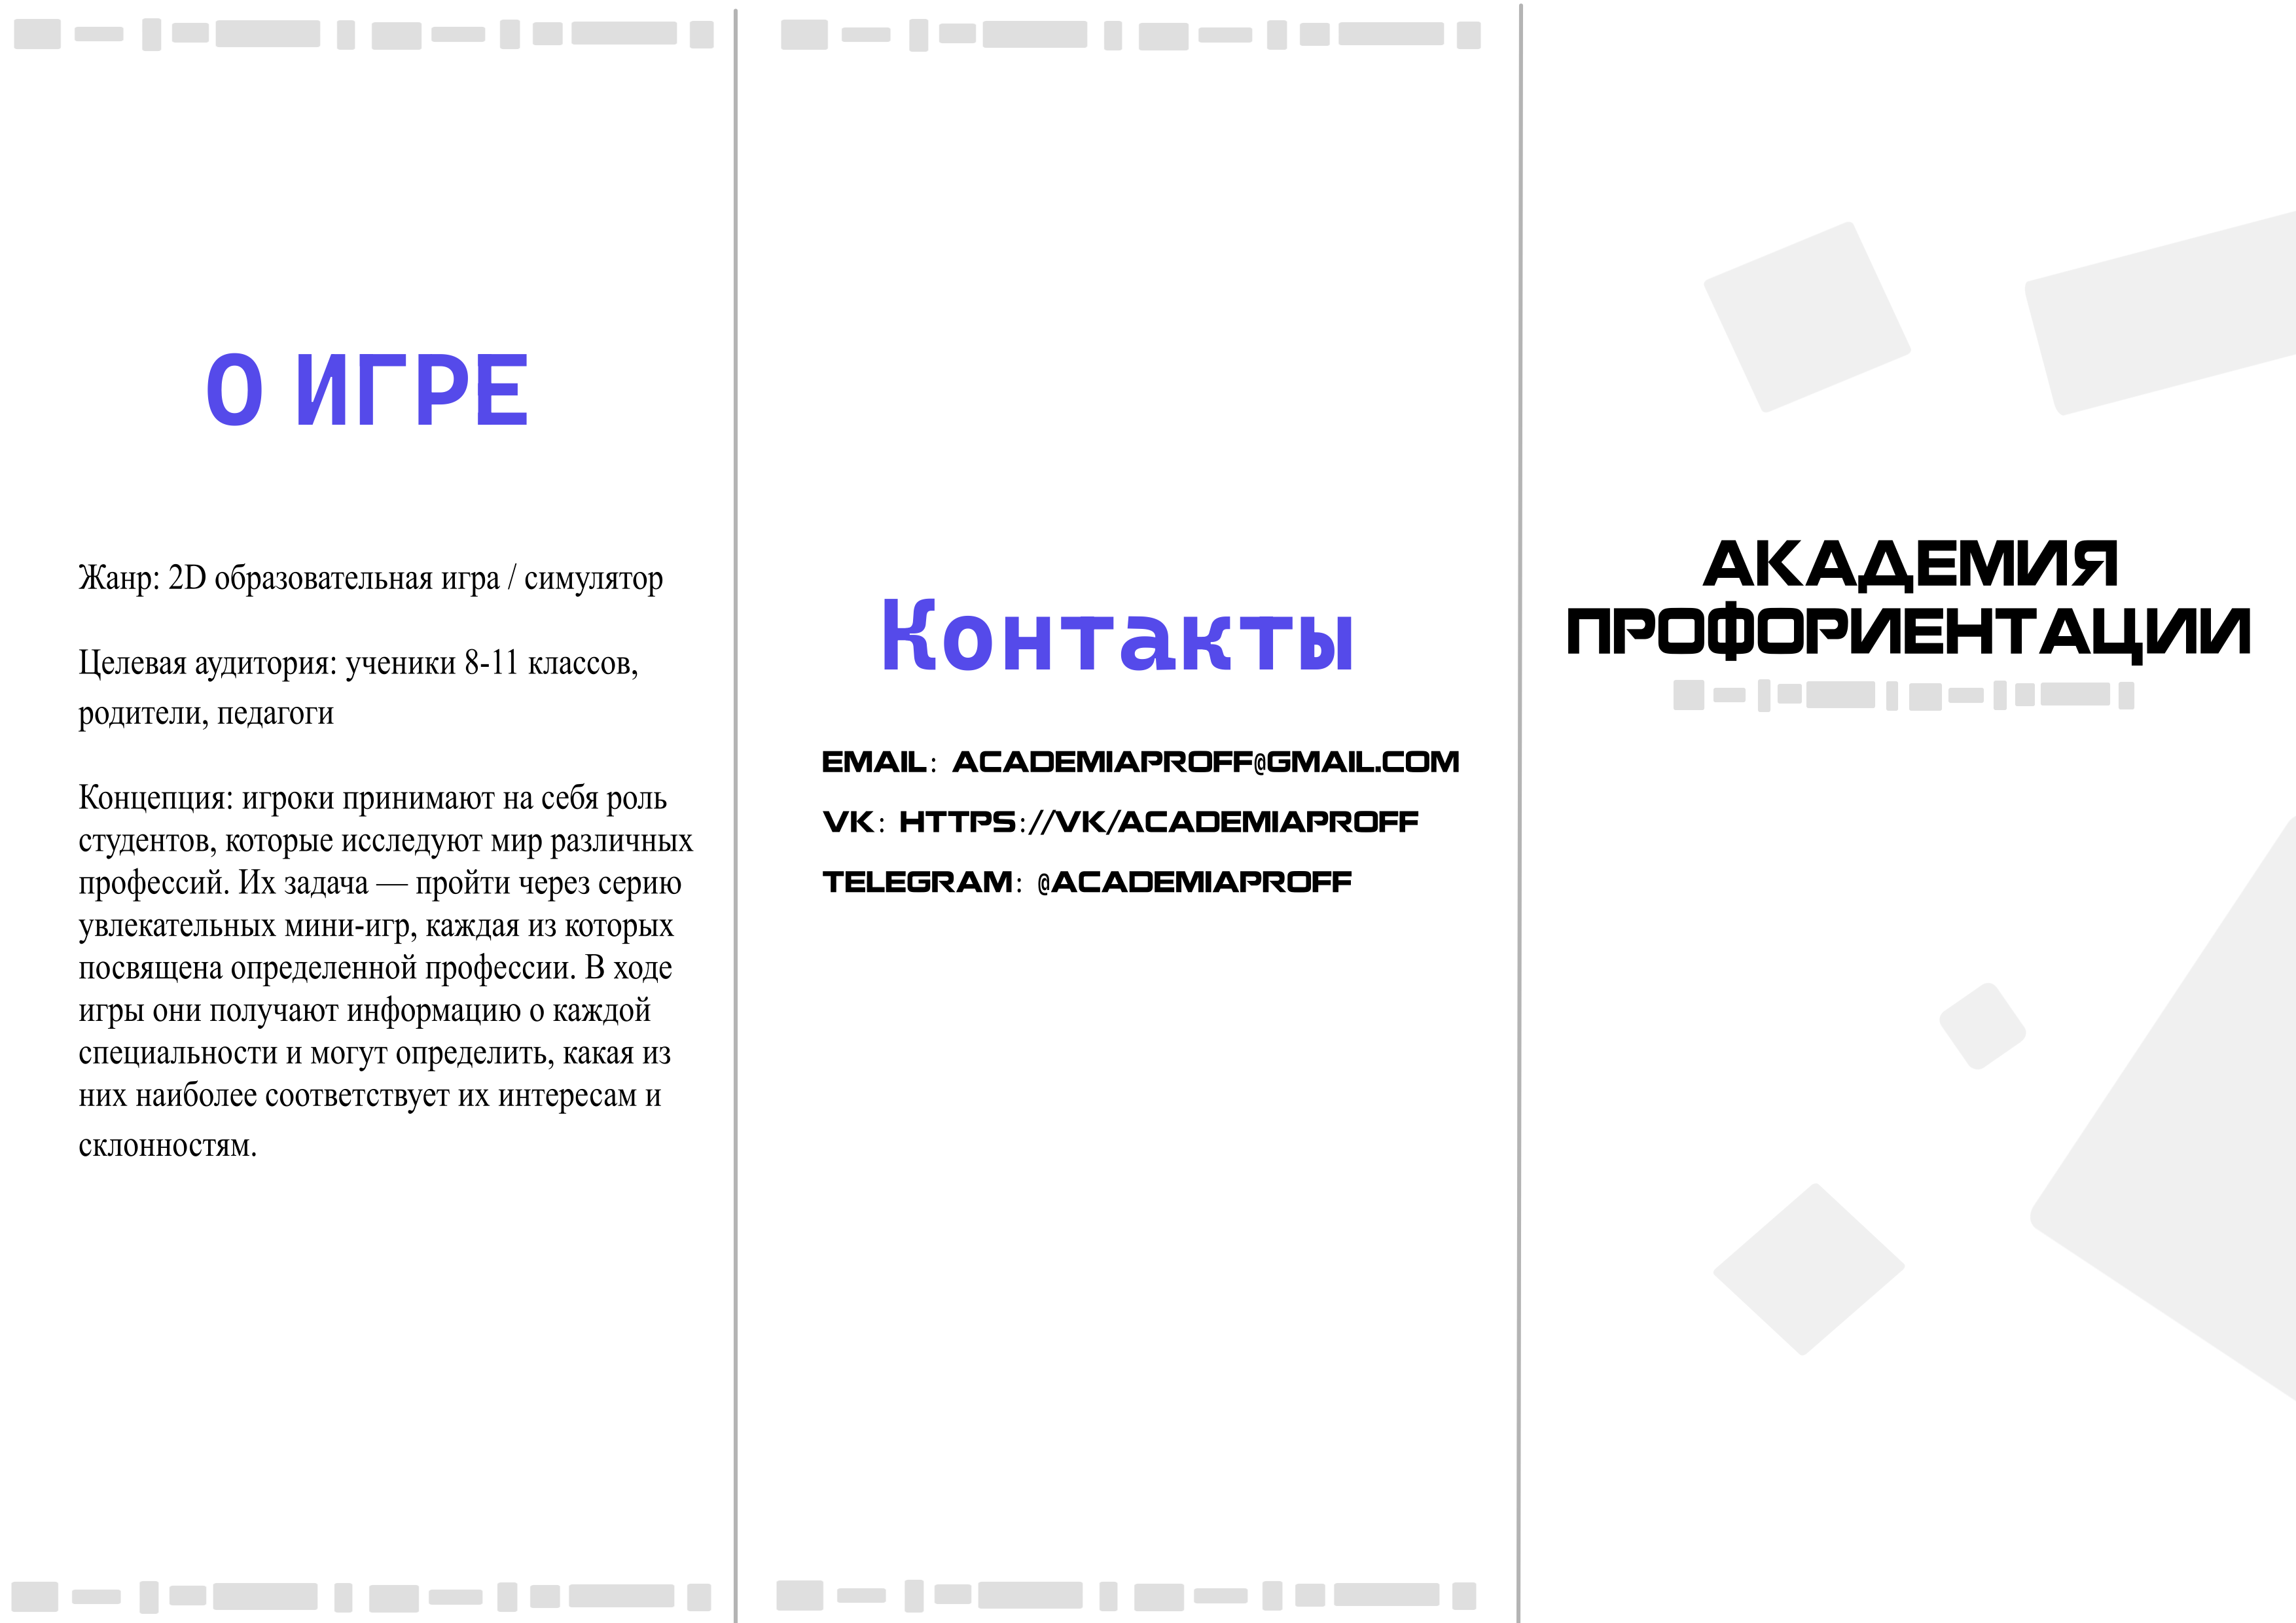 О ИГРЕ
Жанр: 2D образовательная игра / симулятор
Целевая аудитория: ученики 8-11 классов,
родители, педагоги
Концепция: игроки принимают на себя роль
студентов, которые исследуют мир различных
профессий. Их задача — пройти через серию
увлекательных мини-игр, каждая из которых
посвящена определенной профессии. В ходе
игры они получают информацию о каждой
специальности и могут определить, какая из
них наиболее соответствует их интересам и
склонностям.
Контакты
EMAIL: ACADEMIAPROFF@GMAIL.COM
VK: HTTPS://VK/ACADEMIAPROFF
TELEGRAM: @ACADEMIAPROFF
АКАДЕМИЯ
ПРОФОРИЕНТАЦИИ